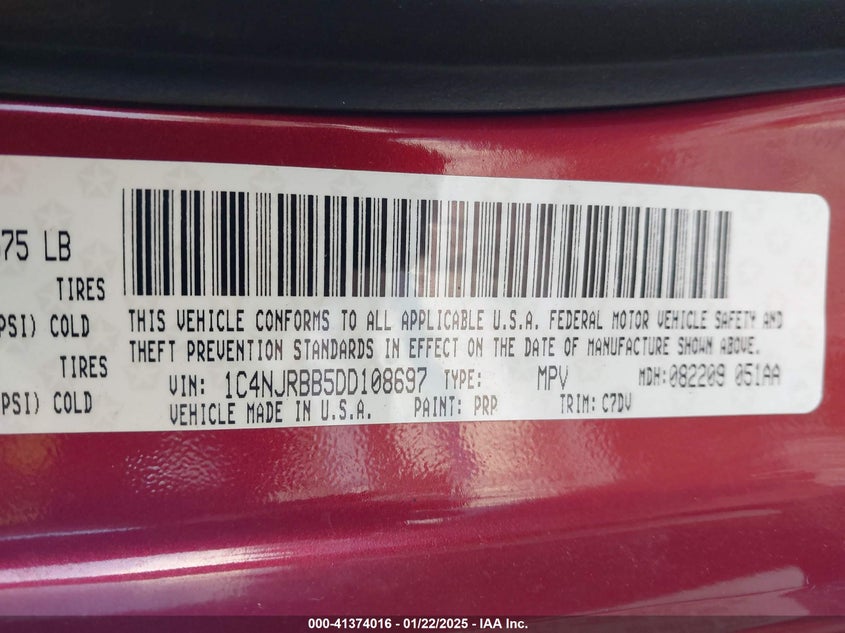 675 LB
TIRES
PSI) COLD
TIRES
PSI) COLD
THIS VEHICLE CONFORMS TO ALL APPLICABLE U.S.A. FEDERAL MOTOR VEHICLE SAFETY AND
THEFT PREVENTION STANDARDS IN EFFECT ON THE DATE OF MANUFACTURE SHOWN ABOVE.
VIN: 1C4NJRBB5DD108697 TYPE: MPV MDH:082209 051AA
VEHICLE MADE IN U.S.A. PAINT: PRP TRIM: C7DV
000-41374016 - 01/22/2025 - IAA Inc.